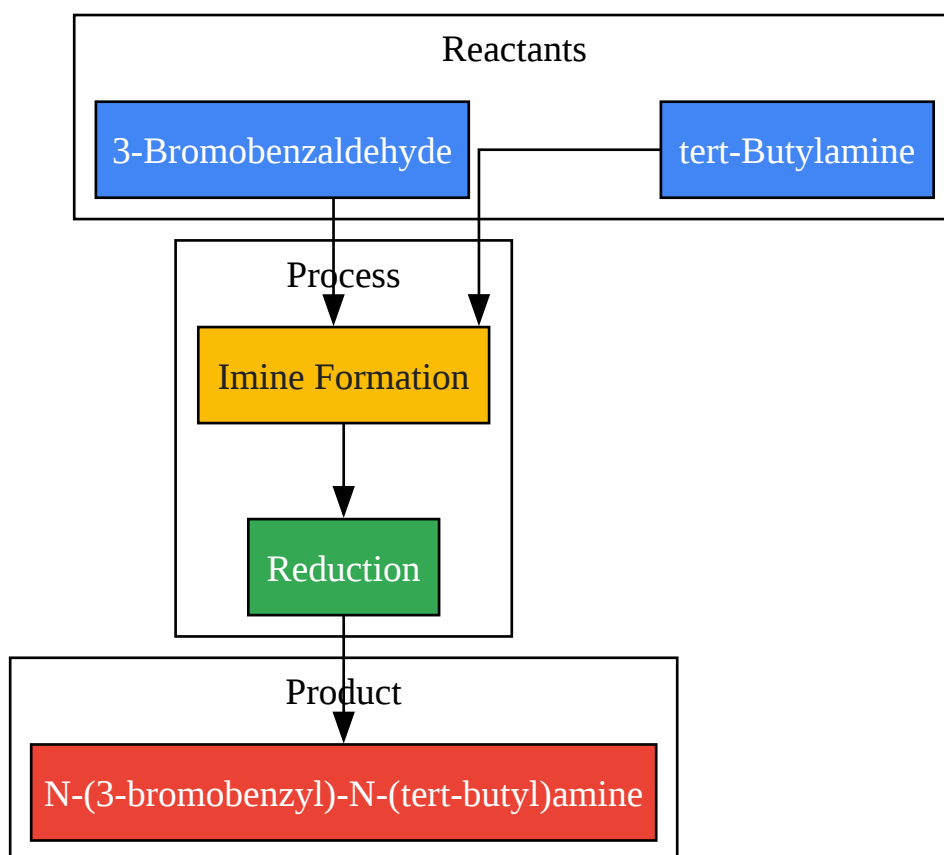 Reactants
3-Bromobenzaldehyde
tert-Butylamine
Process
Imine Formation
Reduction
Product
N-(3-bromobenzyl)-N-(tert-butyl)amine